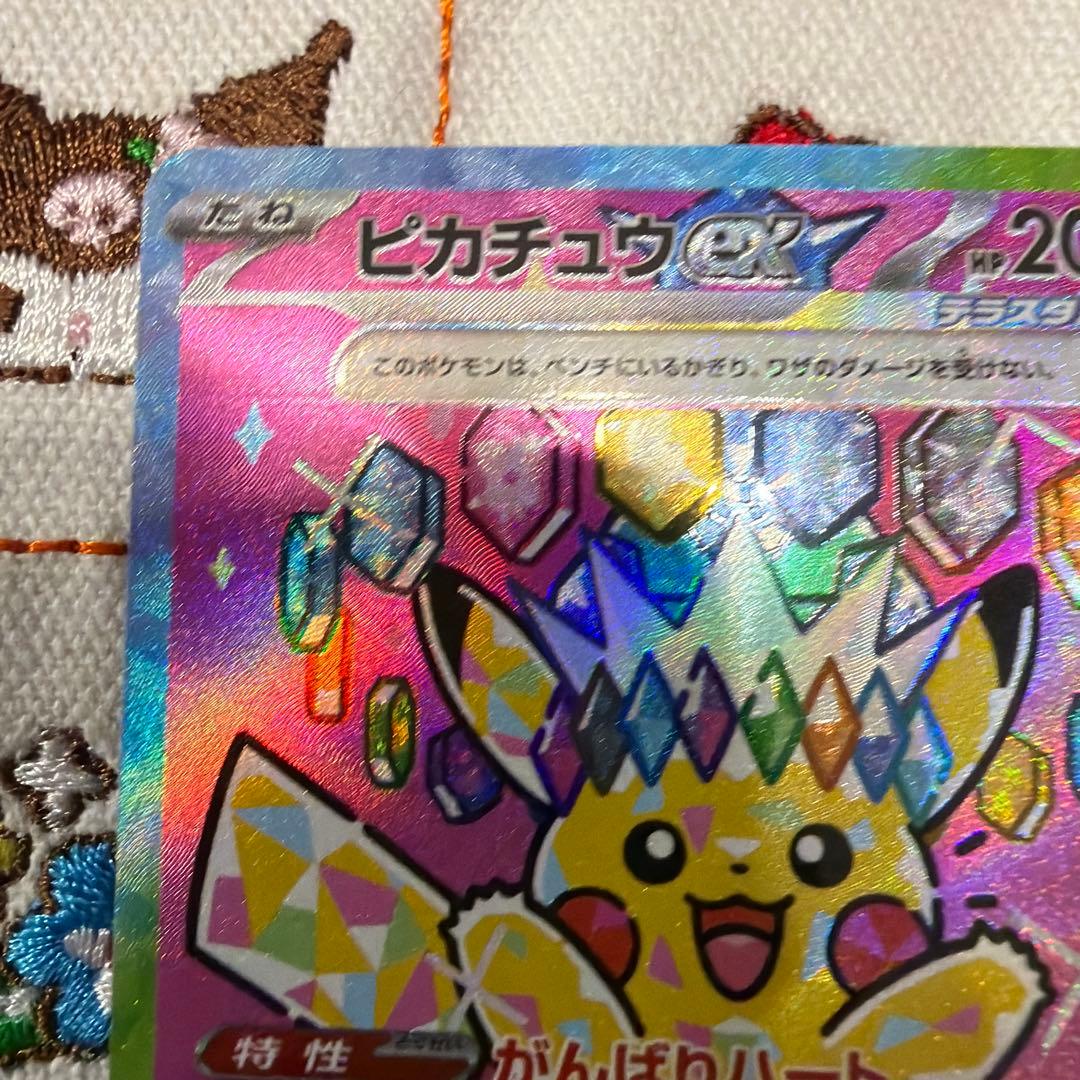 たね
ピカチュウex HP 20
テラスタ
このポケモンは、ベンチにいるかぎり、ワザのダメージを受けない。
特性 がんばりハート